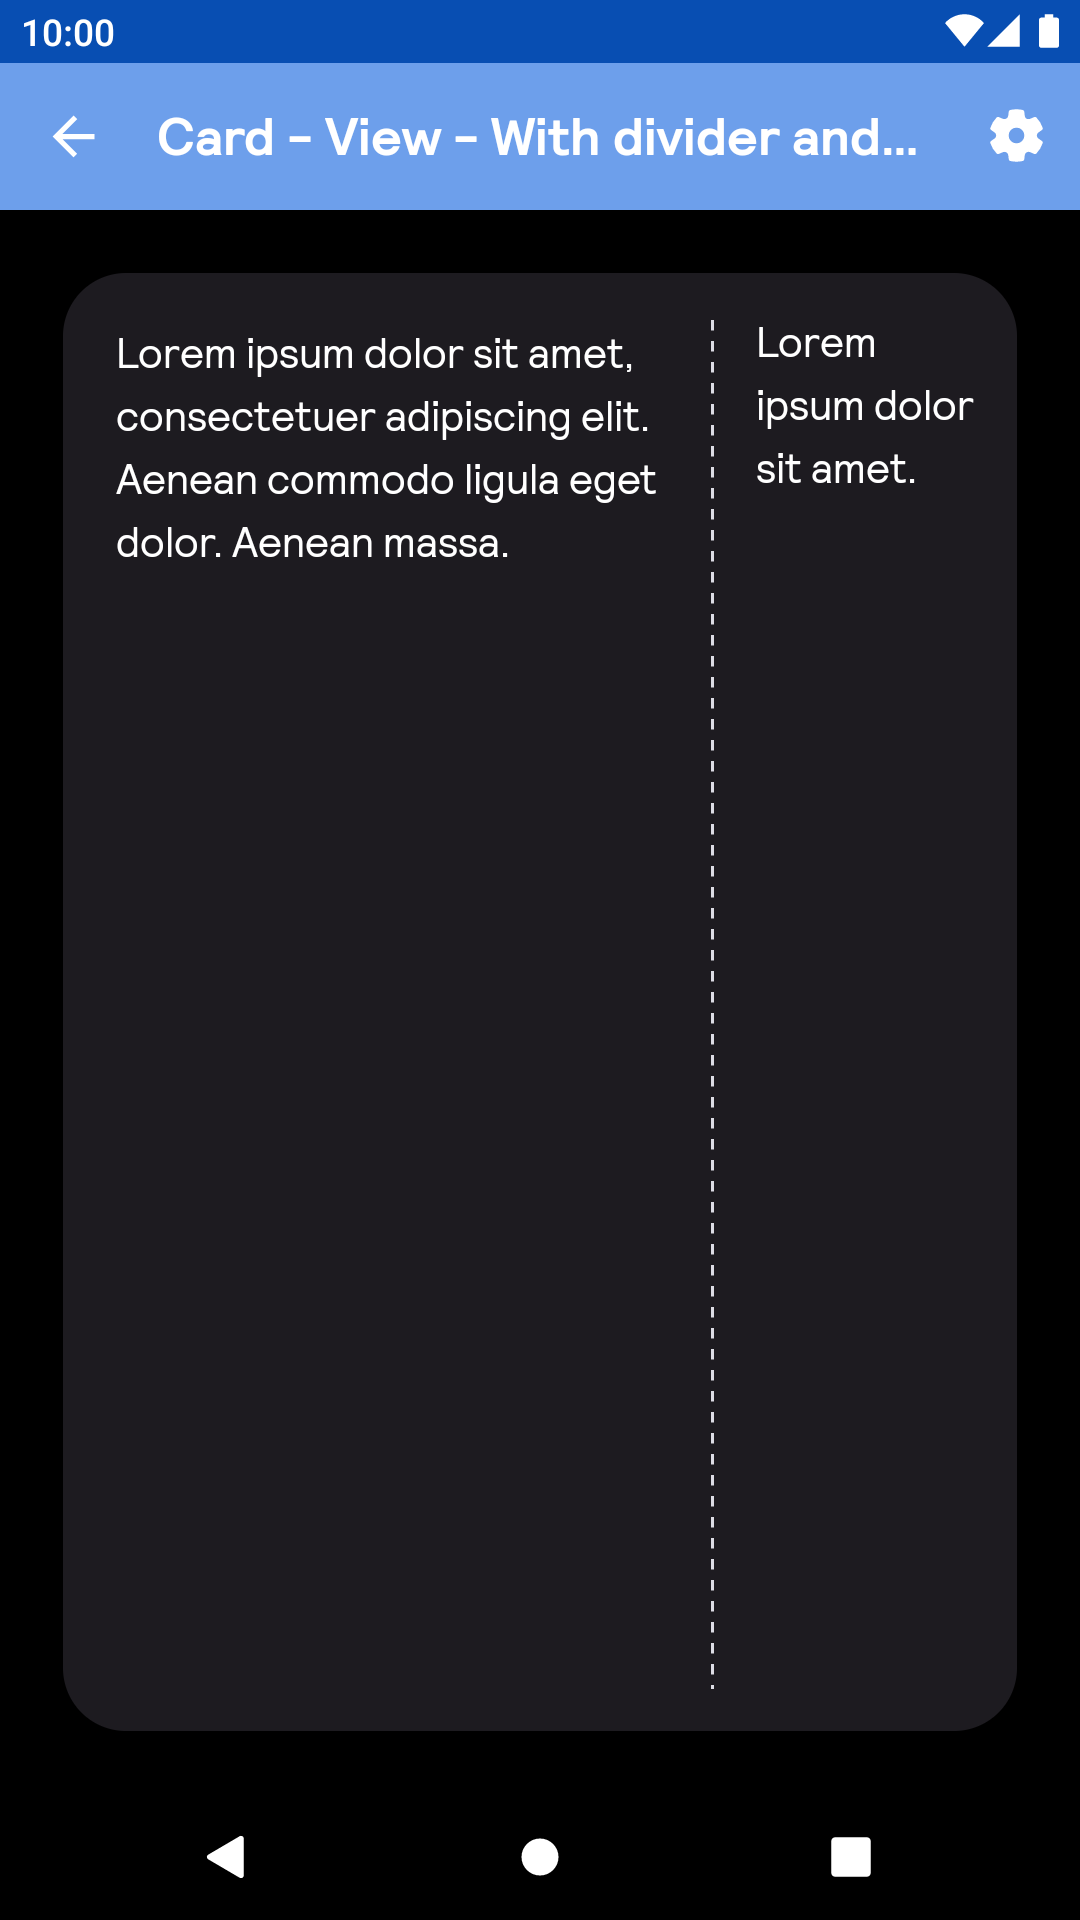 10:00
Card - View - With divider and...
Lorem ipsum dolor sit amet,
consectetuer adipiscing elit.
Aenean commodo ligula eget
dolor. Aenean massa.
Lorem
ipsum dolor
sit amet.